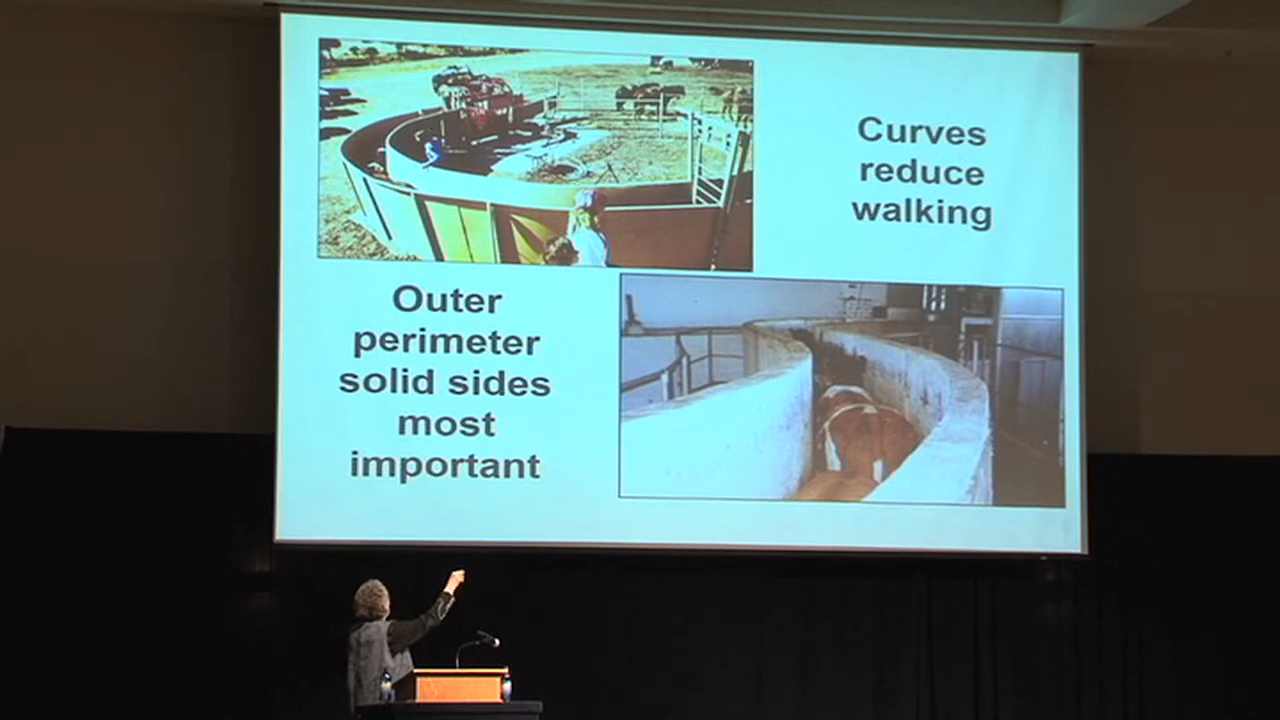 Curves
reduce
walking
Outer
perimeter
solid sides
most
important